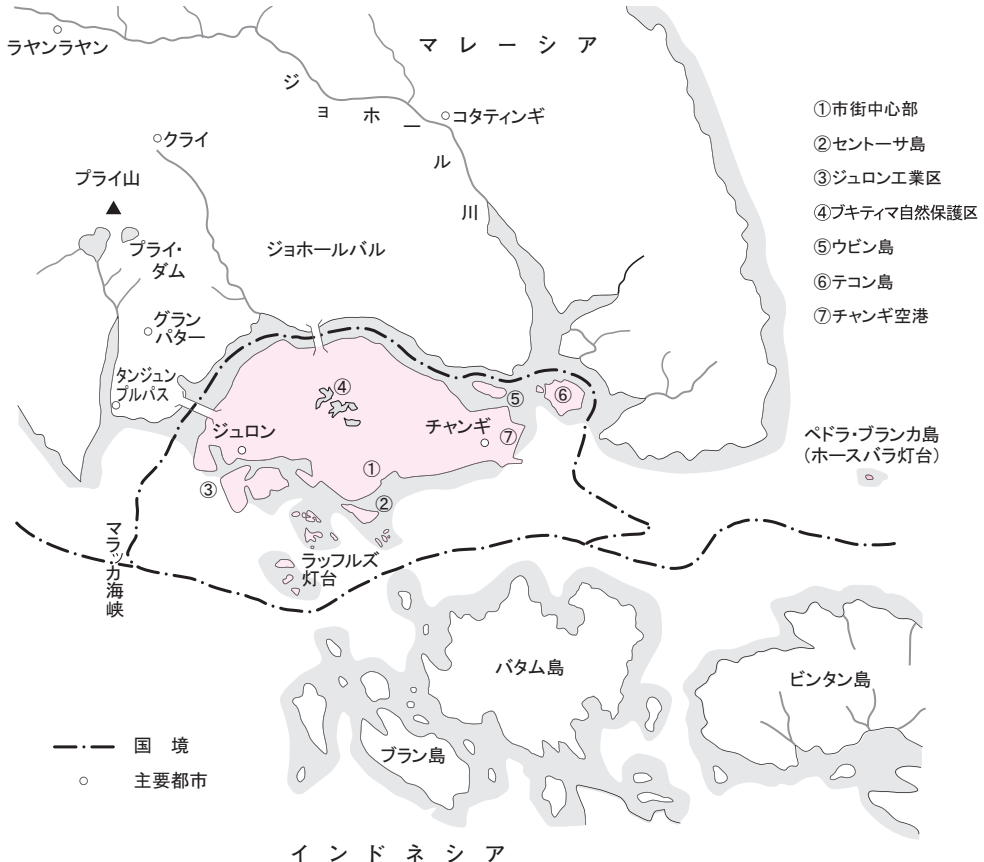 ラヤンラヤン
マレーシア
ジョホール川
コタティンギ
クライ
プライ山
プライ・
ダム
ジョホールバル
グラン
パター
タンジュン
プルパス
①市街中心部
②セントーサ島
③ジュロン工業区
④ブキティマ自然保護区
⑤ウビン島
⑥テコン島
⑦チャンギ空港
④
⑤
⑥
ジュロン
チャンギ
⑦
①
③
②
ペドラ・ブランカ島
(ホースバラ灯台)
マラッカ海峡
ラッフルズ
灯台
バタム島
ビンタン島
ブラン島
国境
主要都市
インドネシア